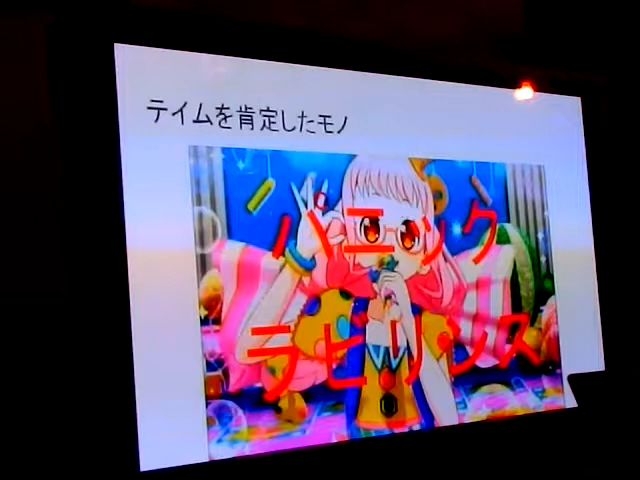 テイムを肯定したモノ
パニック
ラビリンス